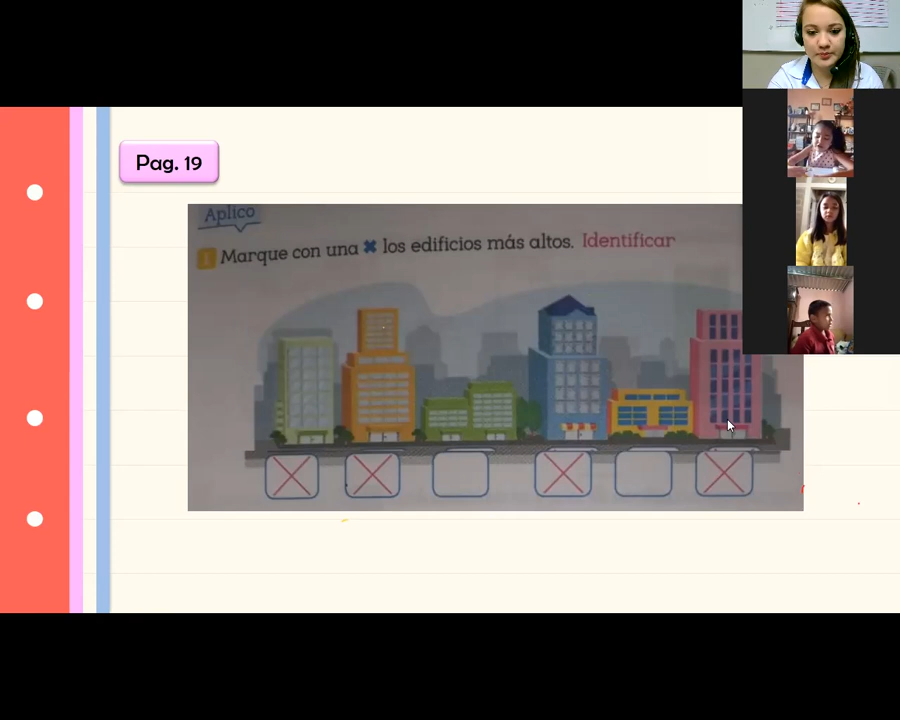 Pag. 19
Aplico
1 Marque con una ✖ los edificios más altos. Identificar